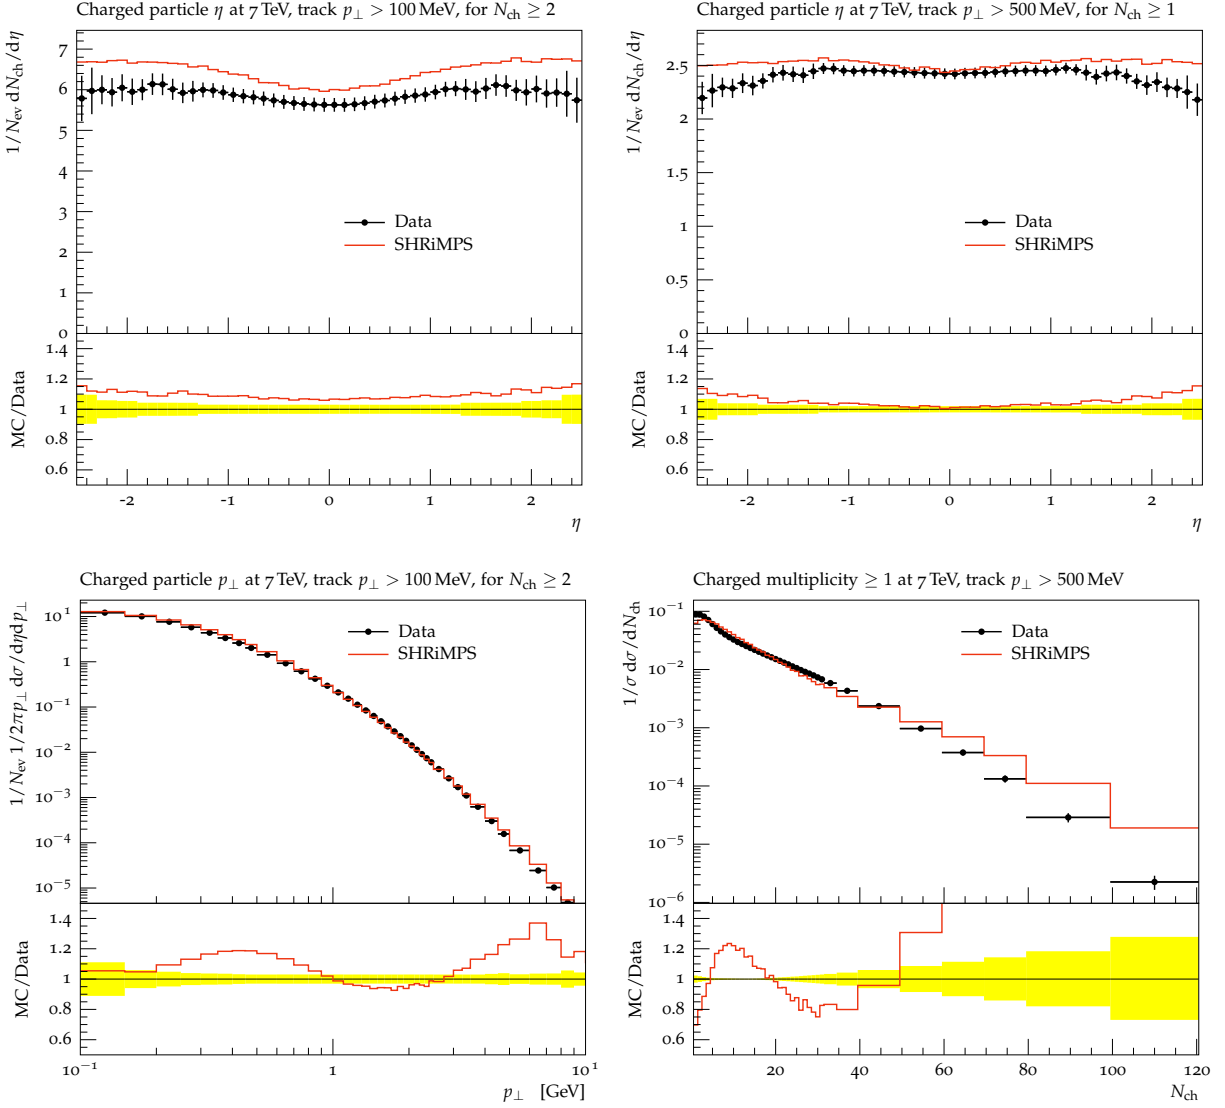 Charged particle η at 7 TeV, track p⊥ > 100 MeV, for Nch ≥ 2
1/Nev dNch/dη
7
6
5
4
3
2
1
0
Data
SHRiMPS
MC/Data
1.4
1.2
1
0.8
0.6
-2
-1
0
1
2
η
Charged particle η at 7 TeV, track p⊥ > 500 MeV, for Nch ≥ 1
1/Nev dNch/dη
2.5
2
1.5
1
0.5
0
Data
SHRiMPS
MC/Data
1.4
1.2
1
0.8
0.6
-2
-1
0
1
2
η
Charged particle p⊥ at 7 TeV, track p⊥ > 100 MeV, for Nch ≥ 2
1/Nev 1/2πp⊥ dσ/dηdp⊥
10^1
1
10^−1
10^−2
10^−3
10^−4
10^−5
Data
SHRiMPS
MC/Data
1.4
1.2
1
0.8
0.6
10^−1
1
10^1
p⊥ [GeV]
Charged multiplicity ≥ 1 at 7 TeV, track p⊥ > 500 MeV
1/σ dσ/dNch
10^−1
10^−2
10^−3
10^−4
10^−5
10^−6
Data
SHRiMPS
MC/Data
1.4
1.2
1
0.8
0.6
20
40
60
80
100
120
Nch